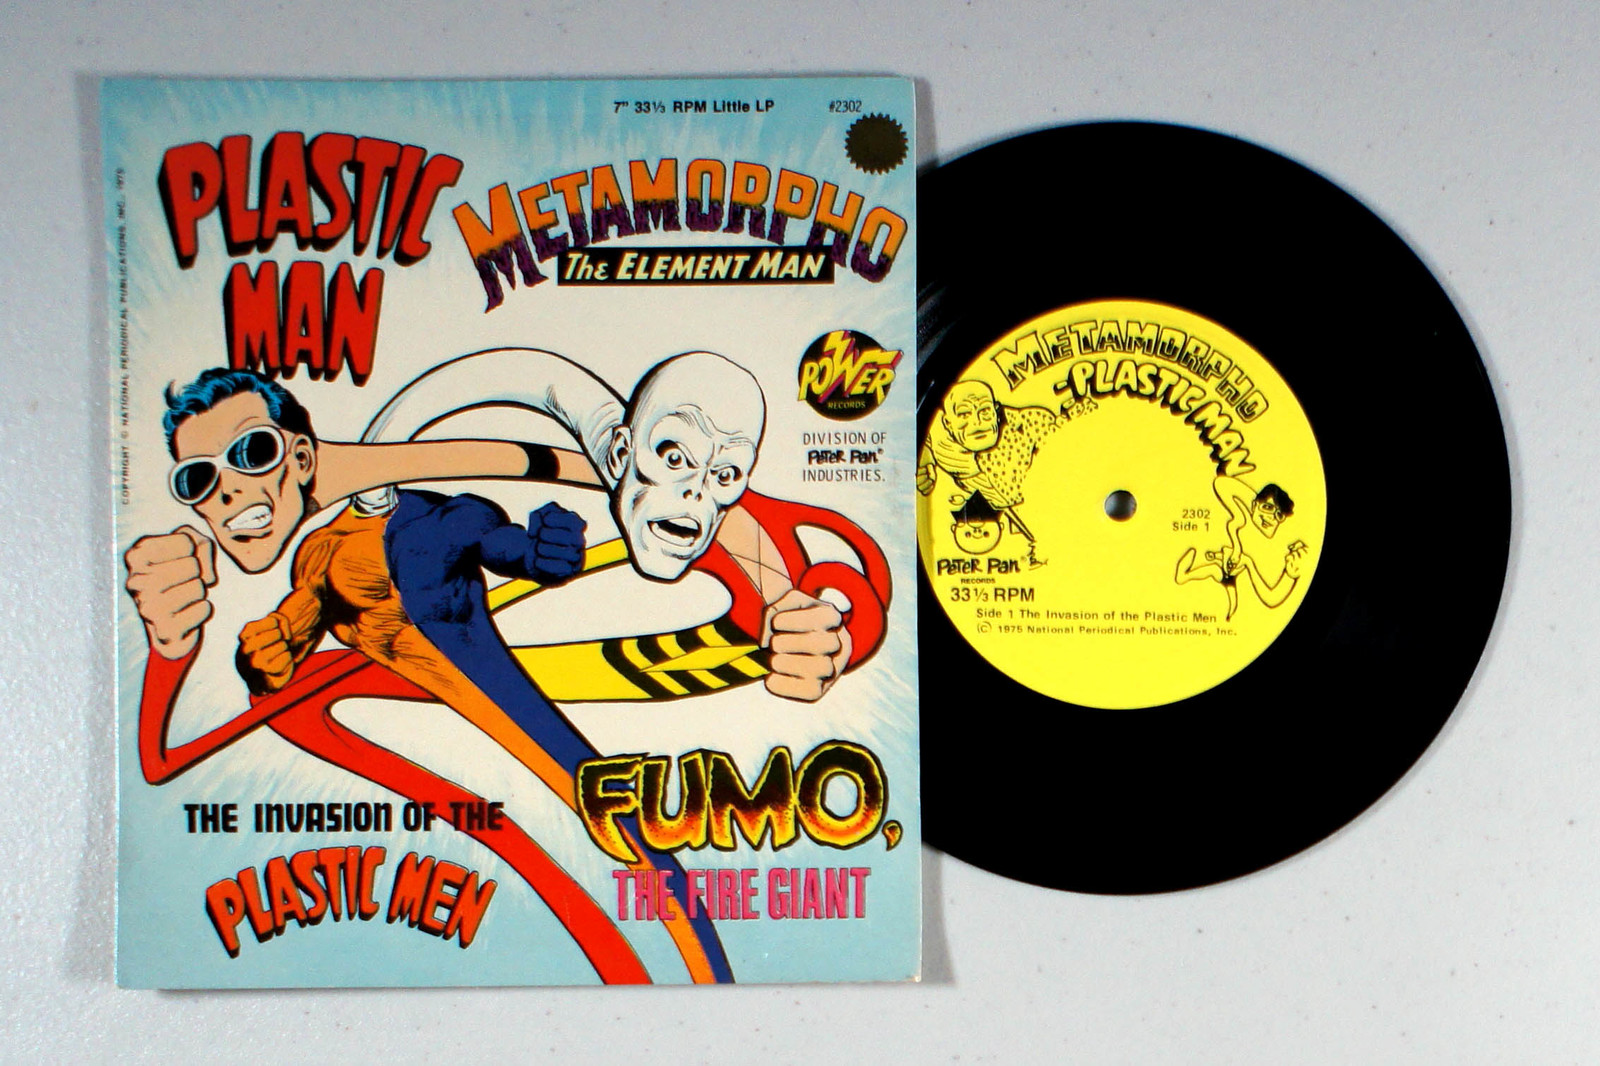 7" 33⅓ RPM Little LP
#2302
PLASTIC
MAN
METAMORPHO
The ELEMENT MAN
POWER
RECORDS
DIVISION OF
Peter Pan®
INDUSTRIES.
COPYRIGHT © NATIONAL PERIODICAL PUBLICATIONS, INC., 1975
THE INVASION OF THE
PLASTIC MEN
FUMO,
THE FIRE GIANT
METAMORPHO
-PLASTIC MAN
2302
Side 1
Peter Pan®
RECORDS
33⅓ RPM
Side 1 The Invasion of the Plastic Men
(C) 1975 National Periodical Publications, Inc.